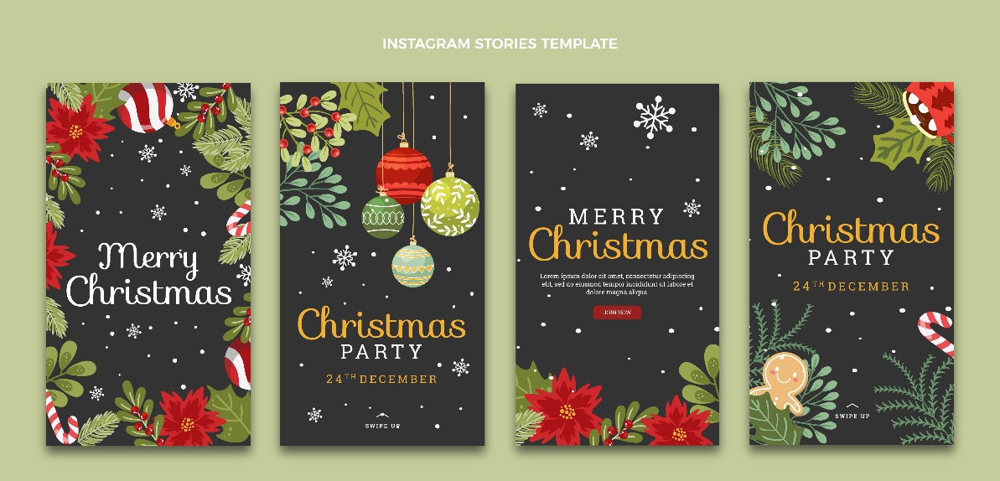 INSTAGRAM STORIES TEMPLATE
Merry
Christmas
Christmas
PARTY
24TH DECEMBER
SWIPE UP
MERRY
Christmas
Lorem ipsum dolor sit amet, consectetur adipiscing
elit, sed do eiusmod tempor incididunt ut labore et
dolore magna aliqua
JOIN NOW
Christmas
PARTY
24TH DECEMBER
SWIPE UP